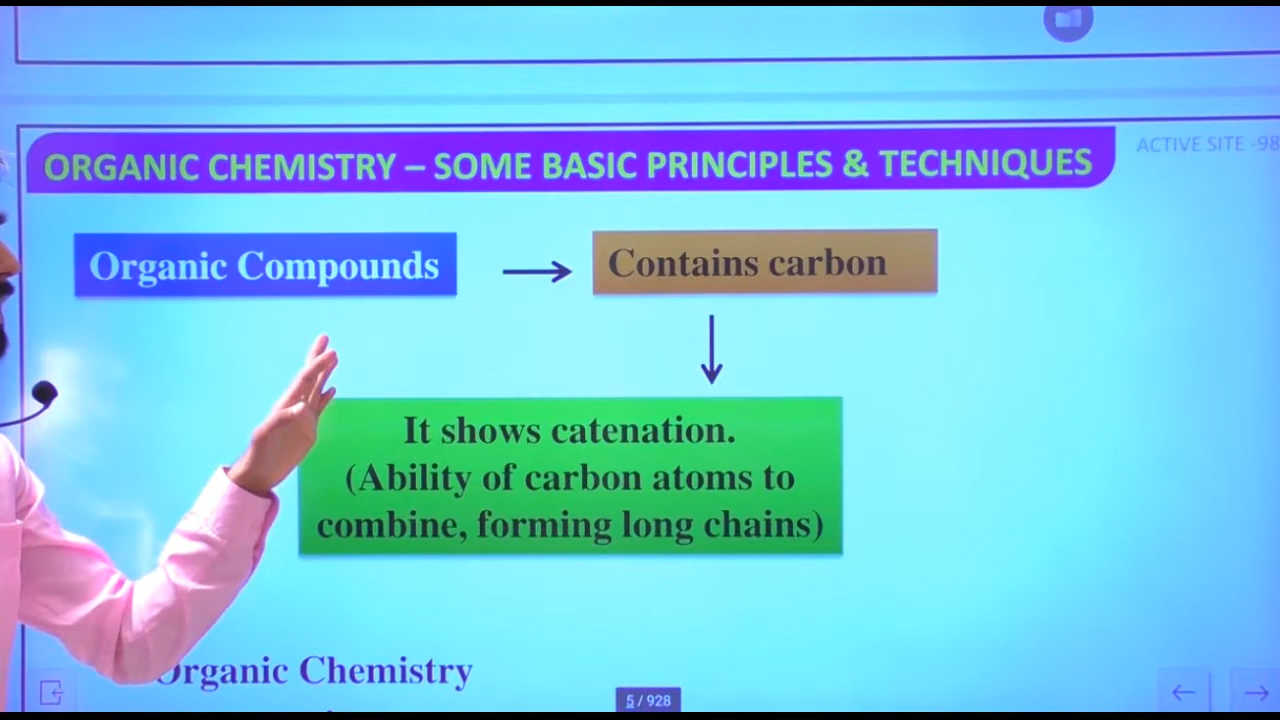 ORGANIC CHEMISTRY – SOME BASIC PRINCIPLES & TECHNIQUES
ACTIVE SITE -98
Organic Compounds
Contains carbon
It shows catenation.
(Ability of carbon atoms to
combine, forming long chains)
Organic Chemistry
5 / 928